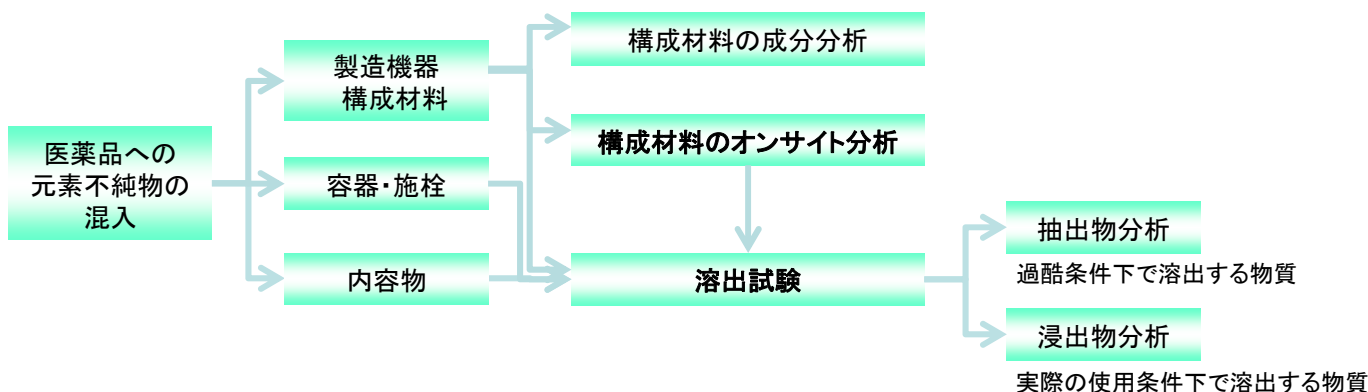 医薬品への
元素不純物の
混入
製造機器
構成材料
容器・施栓
内容物
構成材料の成分分析
構成材料のオンサイト分析
溶出試験
抽出物分析
過酷条件下で溶出する物質
浸出物分析
実際の使用条件下で溶出する物質